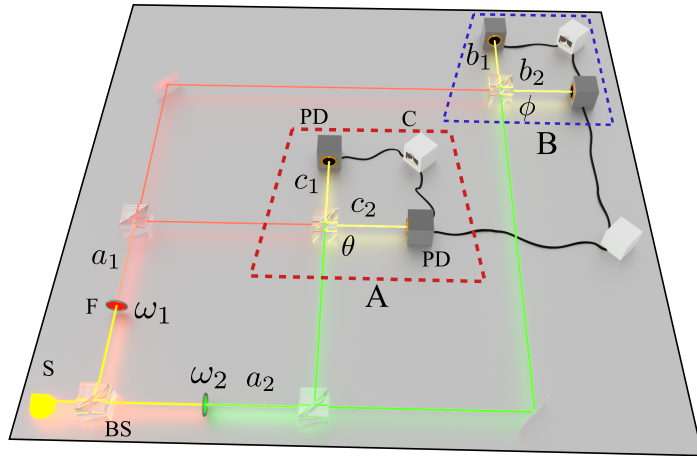 b₁
b₂
ϕ
B
PD
C
c₁
c₂
θ
PD
A
a₁
F
ω₁
S
ω₂
a₂
BS